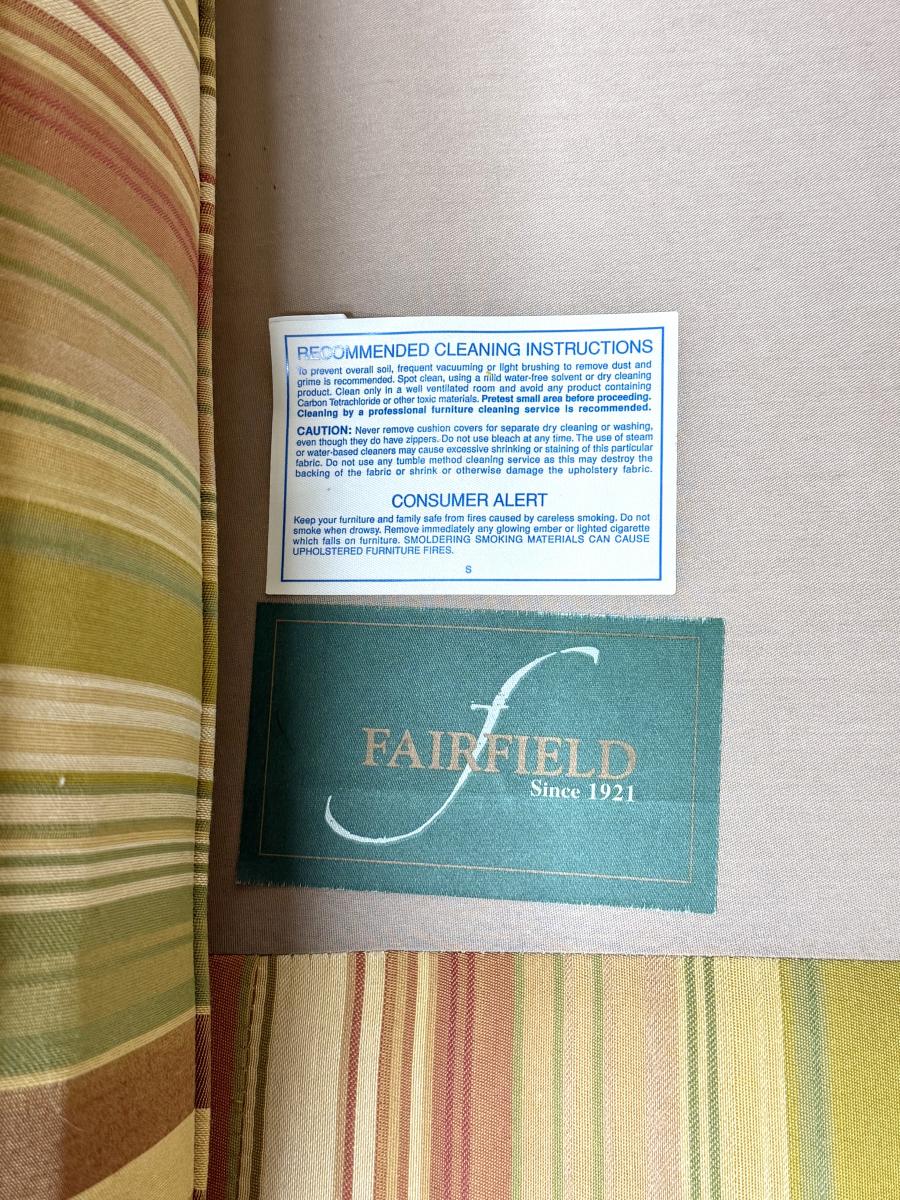 RECOMMENDED CLEANING INSTRUCTIONS
To prevent overall soil, frequent vacuuming or light brushing to remove dust and
grime is recommended. Spot clean, using a mild water-free solvent or dry cleaning
product. Clean only in a well ventilated room and avoid any product containing
Carbon Tetrachloride or other toxic materials. Pretest small area before proceeding.
Cleaning by a professional furniture cleaning service is recommended.
CAUTION: Never remove cushion covers for separate dry cleaning or washing,
even though they do have zippers. Do not use bleach at any time. The use of steam
or water-based cleaners may cause excessive shrinking or staining of this particular
fabric. Do not use any tumble method cleaning service as this may destroy the
backing of the fabric or shrink or otherwise damage the upholstery fabric.
CONSUMER ALERT
Keep your furniture and family safe from fires caused by careless smoking. Do not
smoke when drowsy. Remove immediately any glowing ember or lighted cigarette
which falls on furniture. SMOLDERING SMOKING MATERIALS CAN CAUSE
UPHOLSTERED FURNITURE FIRES.
S
f
FAIRFIELD
Since 1921